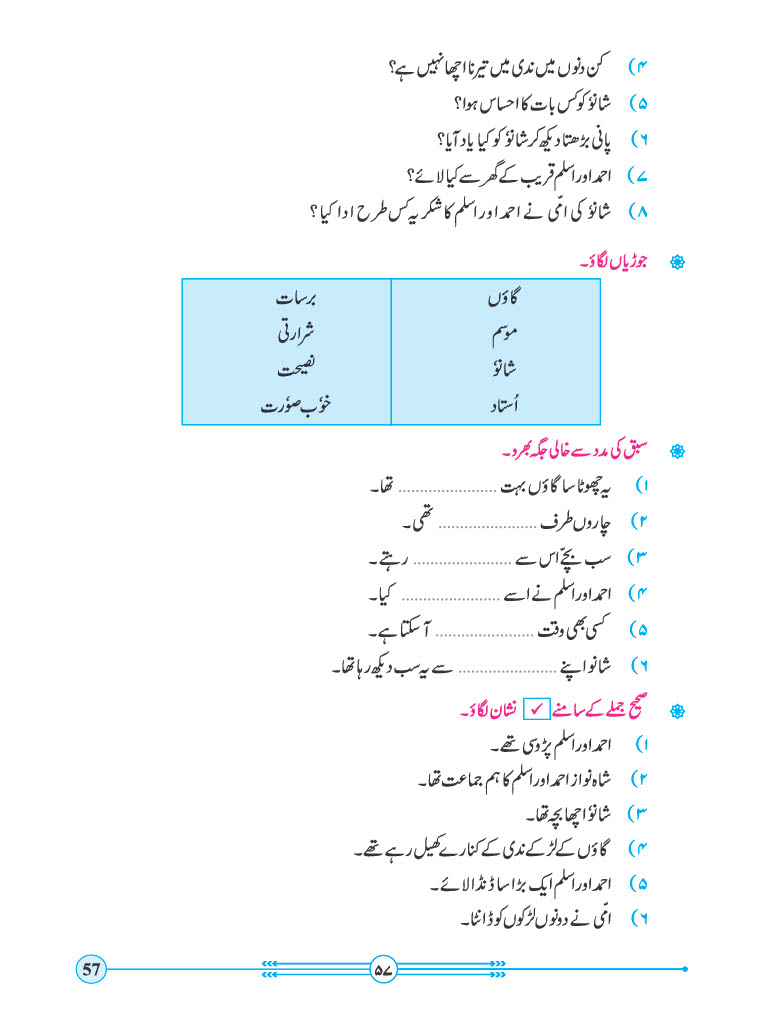 ۴) کن دنوں میں ندی میں تیرنا اچھا نہیں ہے؟
۵) شانوٗ کو کس بات کا احساس ہوا؟
۶) پانی بڑھتا دیکھ کر شانوٗ کو کیا یاد آیا؟
۷) احمد اور اسلم قریب کے گھر سے کیا لائے؟
۸) شانوٗ کی امّی نے احمد اور اسلم کا شکریہ کس طرح ادا کیا؟
جوڑیاں لگاؤ۔
گاؤں برسات
موسم شرارتی
شانوٗ نصیحت
اُستاد خوٗب صوٗرت
سبق کی مدد سے خالی جگہ بھرو۔
۱) یہ چھوٹا سا گاؤں بہت ....................... تھا۔
۲) چاروں طرف ....................... تھی۔
۳) سب بچّے اس سے ....................... رہتے۔
۴) احمد اور اسلم نے اسے ....................... کیا۔
۵) کسی بھی وقت ....................... آسکتا ہے۔
۶) شانو اپنے ....................... سے یہ سب دیکھ رہا تھا۔
صحیح جملے کے سامنے ✓ نشان لگاؤ۔
۱) احمد اور اسلم پڑوسی تھے۔
۲) شاہ نواز احمد اور اسلم کا ہم جماعت تھا۔
۳) شانوٗ اچھا بچہ تھا۔
۴) گاؤں کے لڑکے ندی کے کنارے کھیل رہے تھے۔
۵) احمد اور اسلم ایک بڑا سا ڈنڈا لائے۔
۶) امّی نے دونوں لڑکوں کو ڈانٹا۔
57 ۵۷